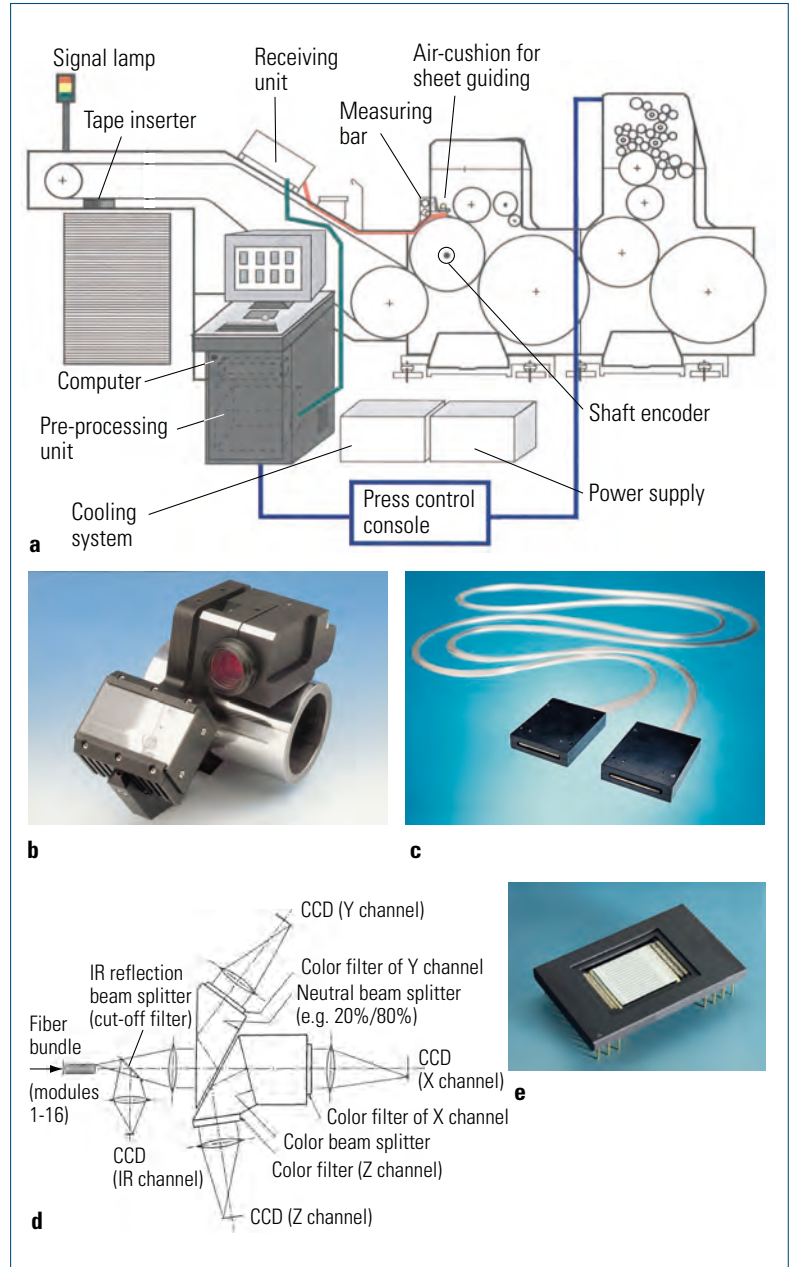 Signal lamp
Receiving
unit
Air-cushion for
sheet guiding
Tape inserter
Measuring
bar
Computer
Pre-processing
unit
Shaft encoder
Cooling
system
Press control
console
Power supply
a
b
c
CCD (Y channel)
IR reflection
beam splitter
(cut-off filter)
Color filter of Y channel
Neutral beam splitter
(e.g. 20%/80%)
Fiber
bundle
(modules
1-16)
CCD
(X channel)
e
Color filter of X channel
Color beam splitter
Color filter (Z channel)
CCD
(IR channel)
CCD (Z channel)
d